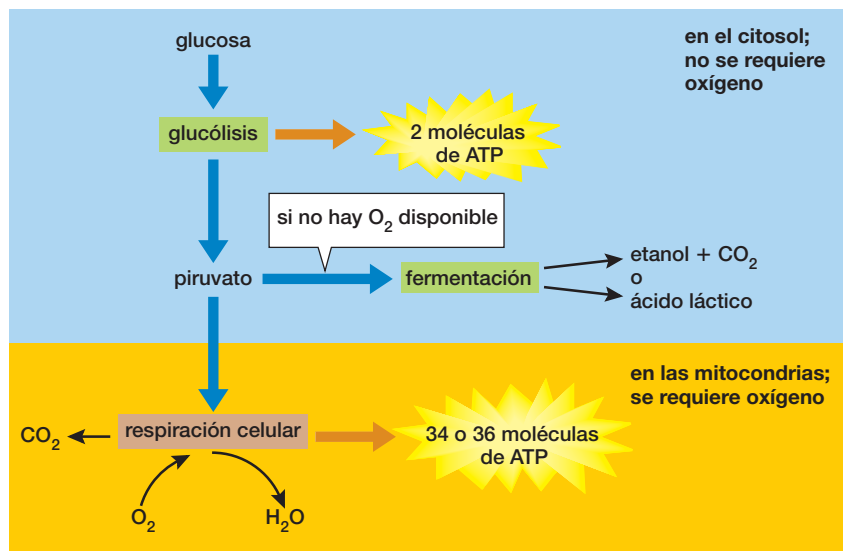 glucosa
en el citosol;
no se requiere
oxígeno
glucólisis
2 moléculas
de ATP
si no hay O₂ disponible
piruvato
fermentación
etanol + CO₂
o
ácido láctico
en las mitocondrias;
se requiere oxígeno
CO₂
respiración celular
34 o 36 moléculas
de ATP
O₂
H₂O